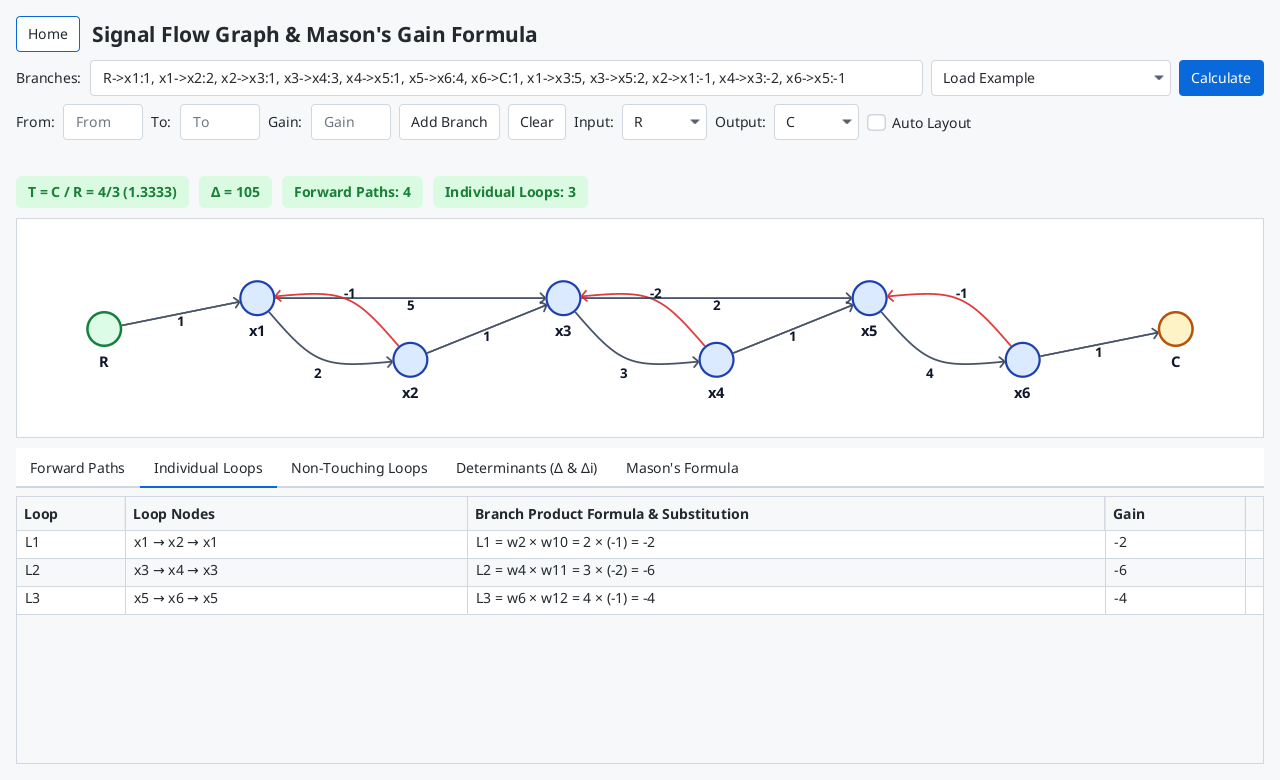 Home Signal Flow Graph & Mason's Gain Formula
Branches: R->x1:1, x1->x2:2, x2->x3:1, x3->x4:3, x4->x5:1, x5->x6:4, x6->C:1, x1->x3:5, x3->x5:2, x2->x1:-1, x4->x3:-2, x6->x5:-1 Load Example Calculate
From: From To: To Gain: Gain Add Branch Clear Input: R Output: C Auto Layout
T = C / R = 4/3 (1.3333) Δ = 105 Forward Paths: 4 Individual Loops: 3
-1 -2 -1
5 2
1 x1 x3 x5
1 1 1
R C
2 3 4
x2 x4 x6
Forward Paths Individual Loops Non-Touching Loops Determinants (Δ & Δi) Mason's Formula
Loop Loop Nodes Branch Product Formula & Substitution Gain
L1 x1 → x2 → x1 L1 = w2 × w10 = 2 × (-1) = -2 -2
L2 x3 → x4 → x3 L2 = w4 × w11 = 3 × (-2) = -6 -6
L3 x5 → x6 → x5 L3 = w6 × w12 = 4 × (-1) = -4 -4